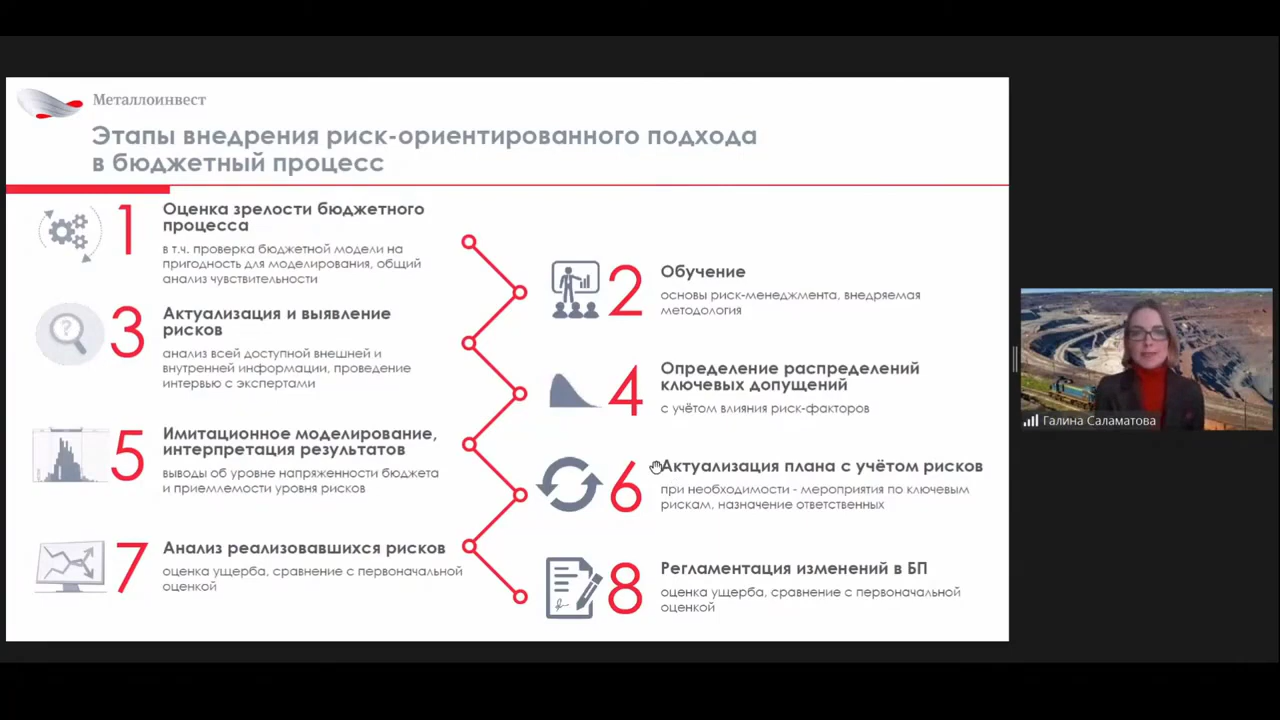 Металлоинвест
Этапы внедрения риск-ориентированного подхода
в бюджетный процесс
1
Оценка зрелости бюджетного
процесса
в т.ч. проверка бюджетной модели на
пригодность для моделирования, общий
анализ чувствительности
2
Обучение
основы риск-менеджмента, внедряемая
методология
3
Актуализация и выявление
рисков
анализ всей доступной внешней и
внутренней информации, проведение
интервью с экспертами
4
Определение распределений
ключевых допущений
с учётом влияния риск-факторов
5
Имитационное моделирование,
интерпретация результатов
выводы об уровне напряженности бюджета
и приемлемости уровня рисков
6
Актуализация плана с учётом рисков
при необходимости - мероприятия по ключевым
рискам, назначение ответственных
7
Анализ реализовавшихся рисков
оценка ущерба, сравнение с первоначальной
оценкой
8
Регламентация изменений в БП
оценка ущерба, сравнение с первоначальной
оценкой
Галина Саламатова